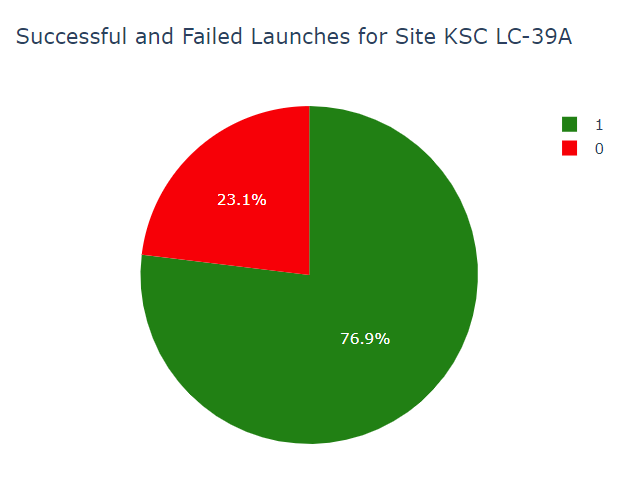 Successful and Failed Launches for Site KSC LC-39A
1
0
23.1%
76.9%